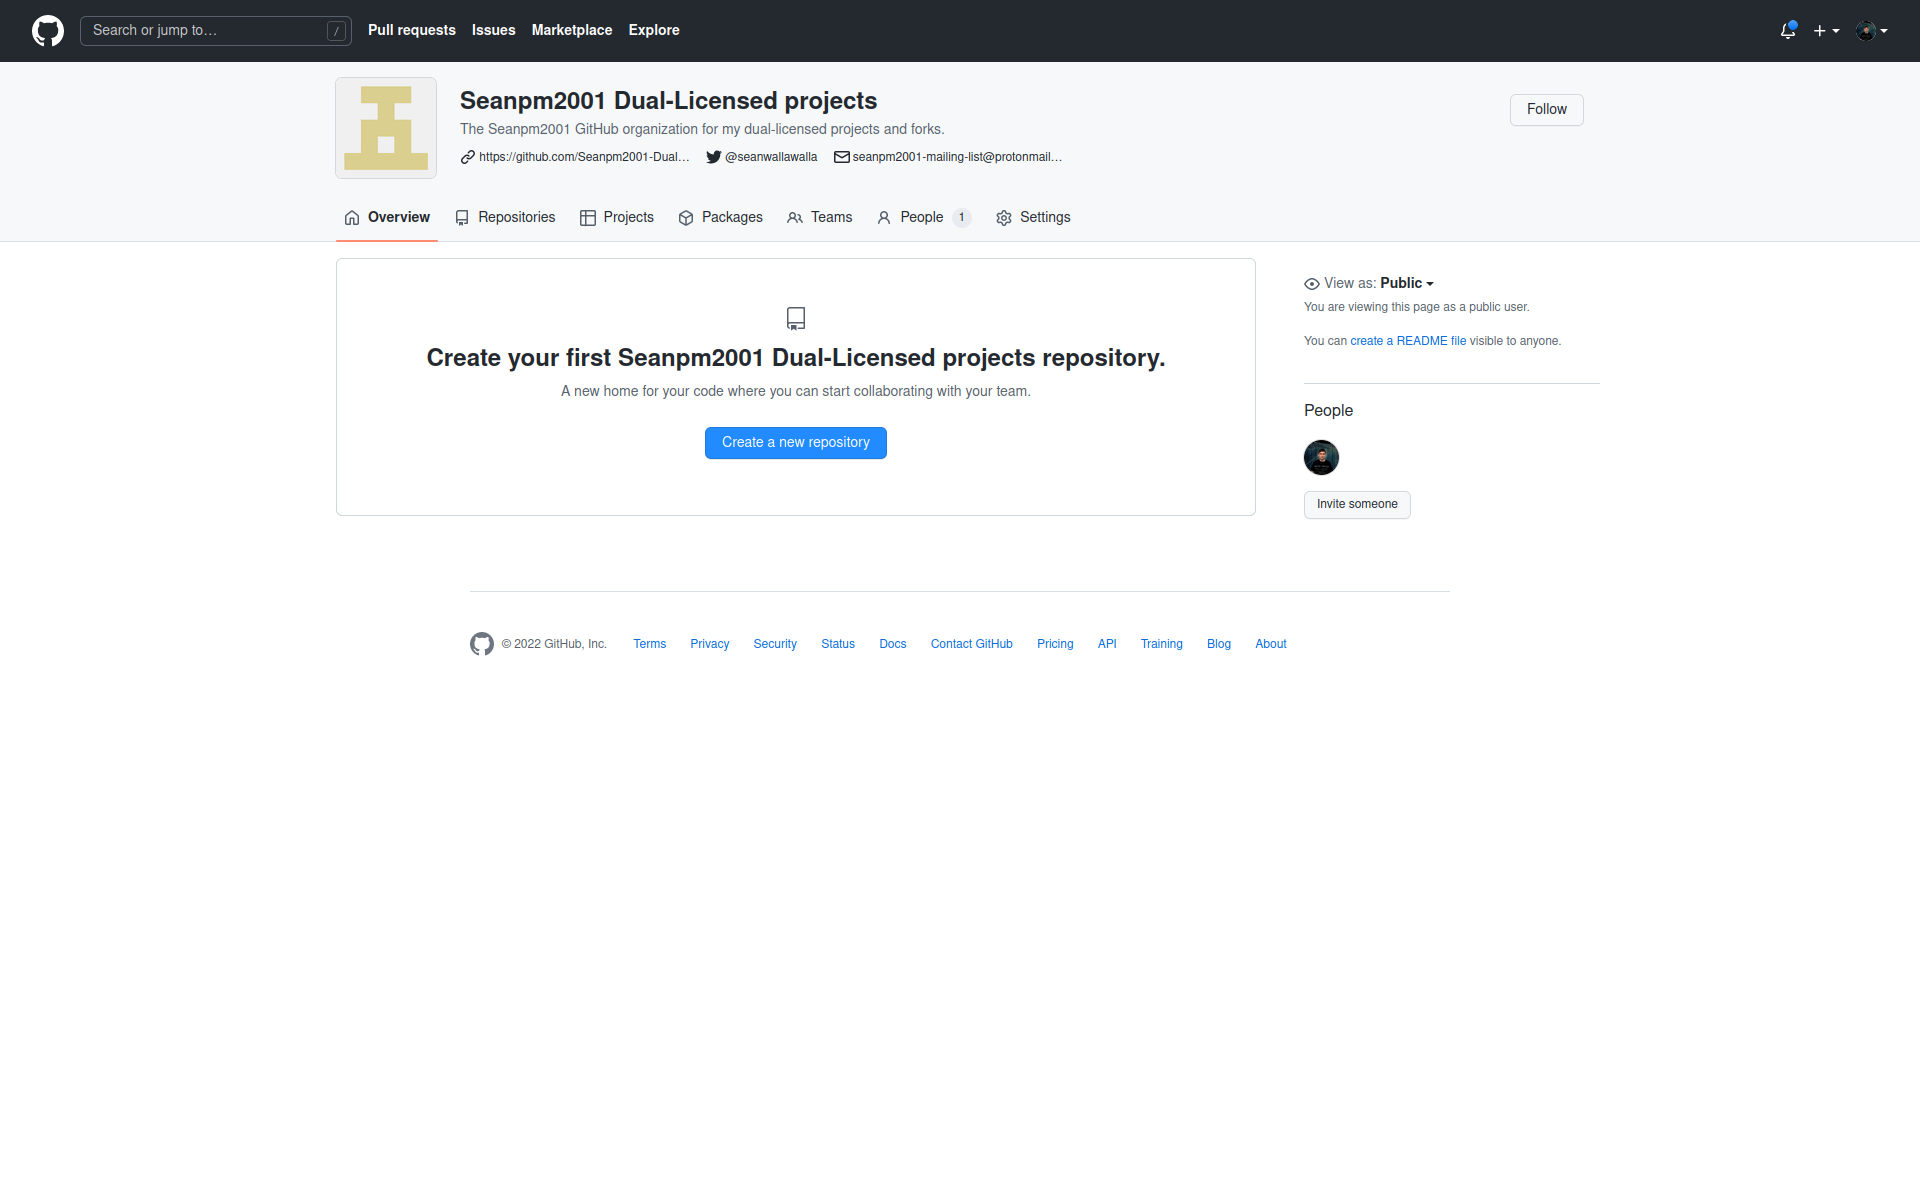 Search or jump to… /
Pull requests Issues Marketplace Explore
Seanpm2001 Dual-Licensed projects
The Seanpm2001 GitHub organization for my dual-licensed projects and forks.
https://github.com/Seanpm2001-Dual… @seanwallawalla seanpm2001-mailing-list@protonmail…
Follow
Overview Repositories Projects Packages Teams People 1 Settings
Create your first Seanpm2001 Dual-Licensed projects repository.
A new home for your code where you can start collaborating with your team.
Create a new repository
View as: Public
You are viewing this page as a public user.
You can create a README file visible to anyone.
People
Invite someone
© 2022 GitHub, Inc. Terms Privacy Security Status Docs Contact GitHub Pricing API Training Blog About